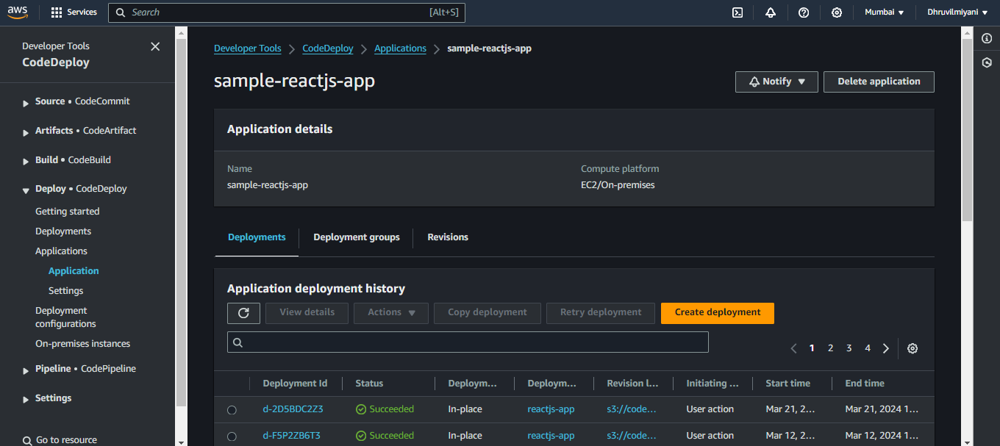 aws Services Search [Alt+S] Mumbai Dhruvilmiyani
Developer Tools
CodeDeploy
Source • CodeCommit
Artifacts • CodeArtifact
Build • CodeBuild
Deploy • CodeDeploy
Getting started
Deployments
Applications
Application
Settings
Deployment
configurations
On-premises instances
Pipeline • CodePipeline
Settings
Go to resource
Developer Tools CodeDeploy Applications sample-reactjs-app
sample-reactjs-app Notify Delete application
Application details
Name Compute platform
sample-reactjs-app EC2/On-premises
Deployments Deployment groups Revisions
Application deployment history
View details Actions Copy deployment Retry deployment Create deployment
1 2 3 4
Deployment Id Status Deploym... Deploym... Revision l... Initiating ... Start time End time
d-2D5BDC2Z3 Succeeded In-place reactjs-app s3://code... User action Mar 21, 2... Mar 21, 2024 1...
d-F5P2ZB6T3 Succeeded In-place reactjs-app s3://code... User action Mar 12, 2... Mar 12, 2024 1...